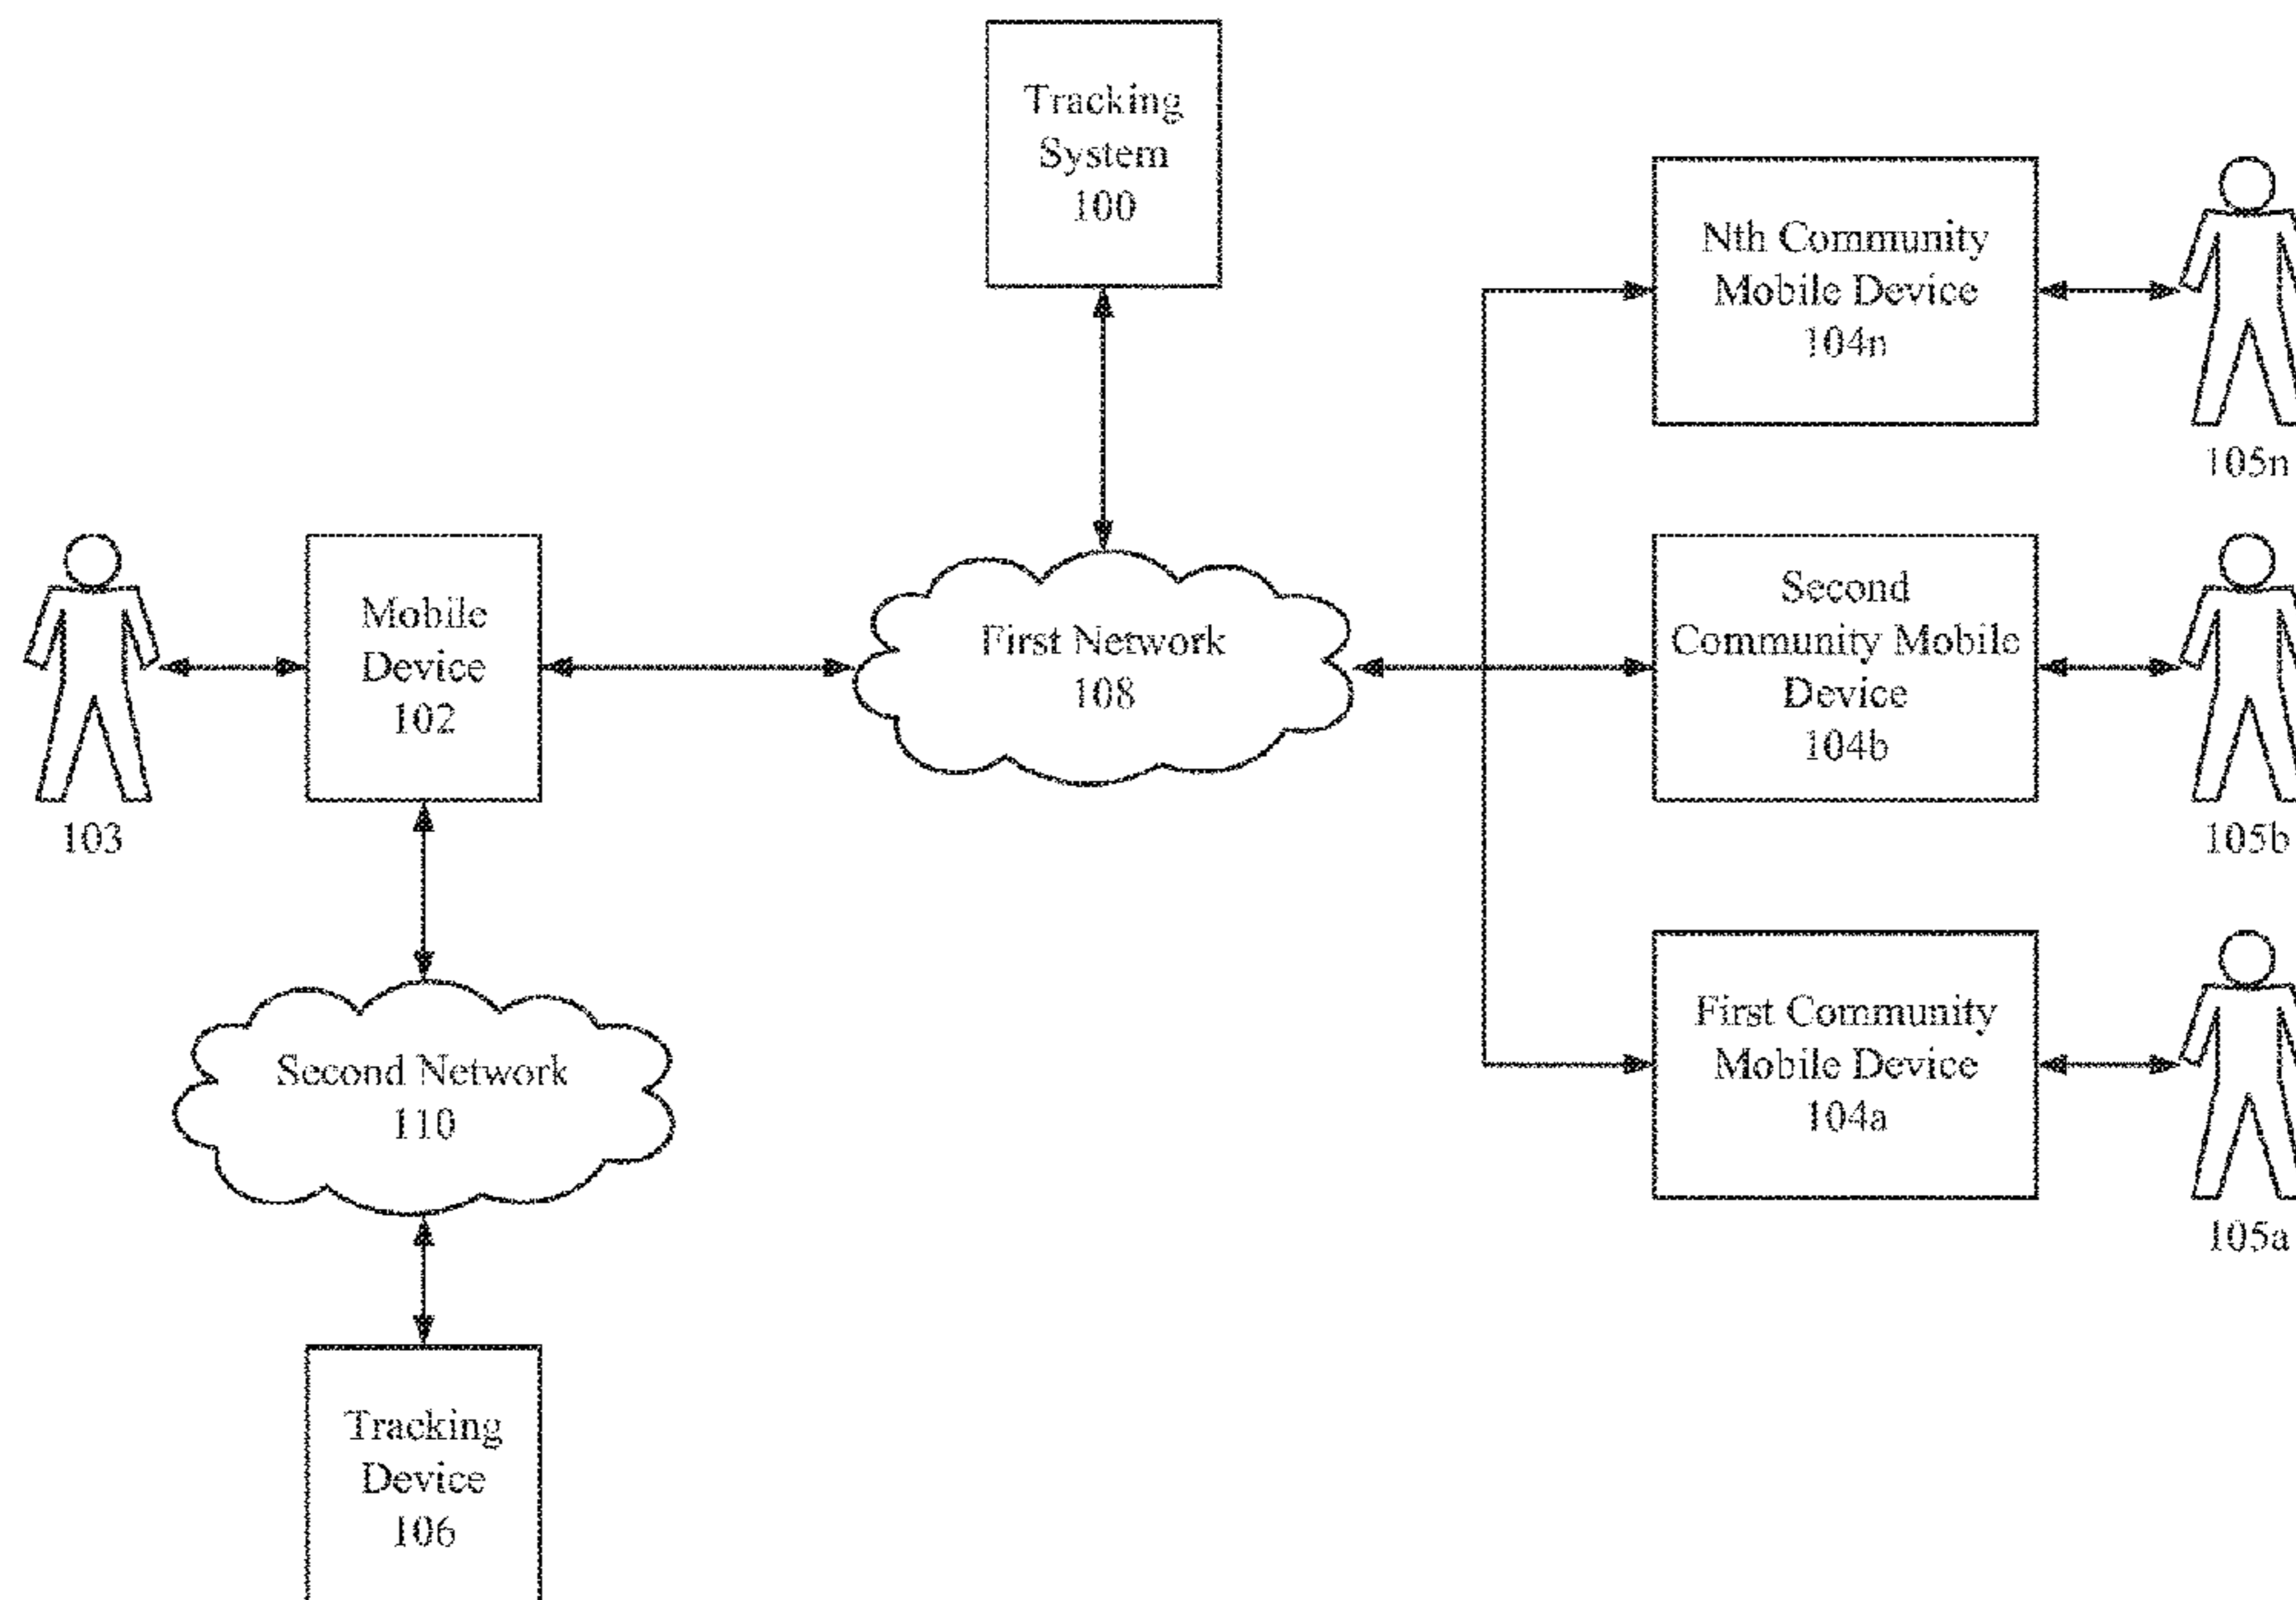 Tracking
System
100
Nth Community
Mobile Device
104n
105n
Mobile
Device
102
103
First Network
108
Second
Community Mobile
Device
104b
105b
Second Network
110
First Community
Mobile Device
104a
105a
Tracking
Device
106